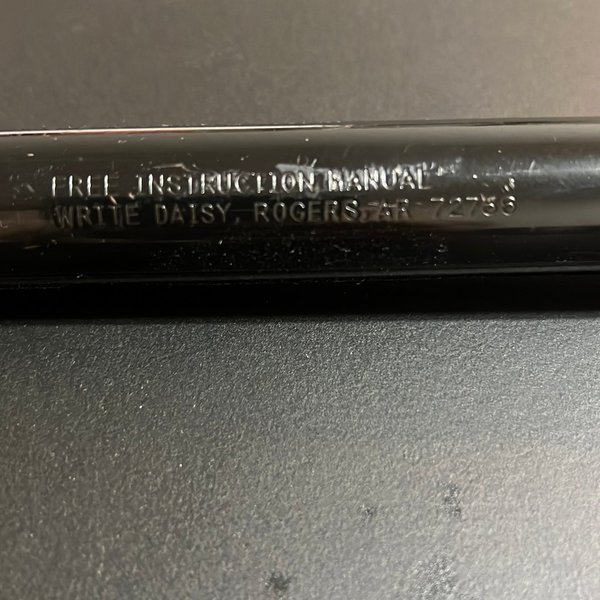 FREE INSTRUCTION MANUAL
WRITE DAISY, ROGERS, AR 72756